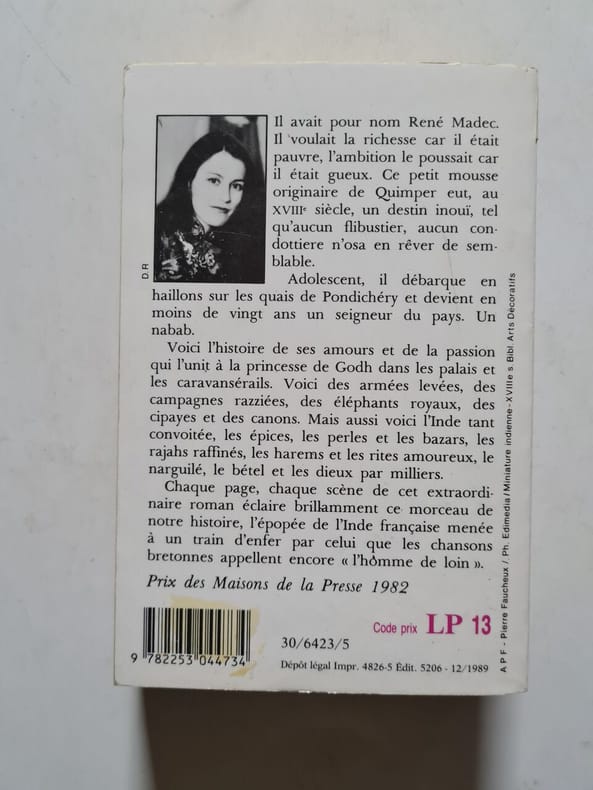 Il avait pour nom René Madec.
Il voulait la richesse car il était
pauvre, l'ambition le poussait car
il était gueux. Ce petit mousse
originaire de Quimper eut, au
XVIIIe siècle, un destin inouï, tel
qu'aucun flibustier, aucun con-
dottiere n'osa en rêver de sem-
blable.
D.R
Adolescent, il débarque en
haillons sur les quais de Pondichéry et devient en
moins de vingt ans un seigneur du pays. Un
nabab.
Voici l'histoire de ses amours et de la passion
qui l'unit à la princesse de Godh dans les palais et
les caravansérails. Voici des armées levées, des
campagnes razziées, des éléphants royaux, des
cipayes et des canons. Mais aussi voici l'Inde tant
convoitée, les épices, les perles et les bazars, les
rajahs raffinés, les harems et les rites amoureux, le
narguilé, le bétel et les dieux par milliers.
Chaque page, chaque scène de cet extraordi-
naire roman éclaire brillamment ce morceau de
notre histoire, l'épopée de l'Inde française menée
à un train d'enfer par celui que les chansons
bretonnes appellent encore « l'homme de loin ».
Prix des Maisons de la Presse 1982
A P F - Pierre Faucheux / Ph. Edimedia / Miniature indienne - XVIIIe s. Bibl. Arts Décoratifs
Code prix LP 13
30/6423/5
9 782253 044734
Dépôt légal Impr. 4826-5 Édit. 5206 - 12/1989